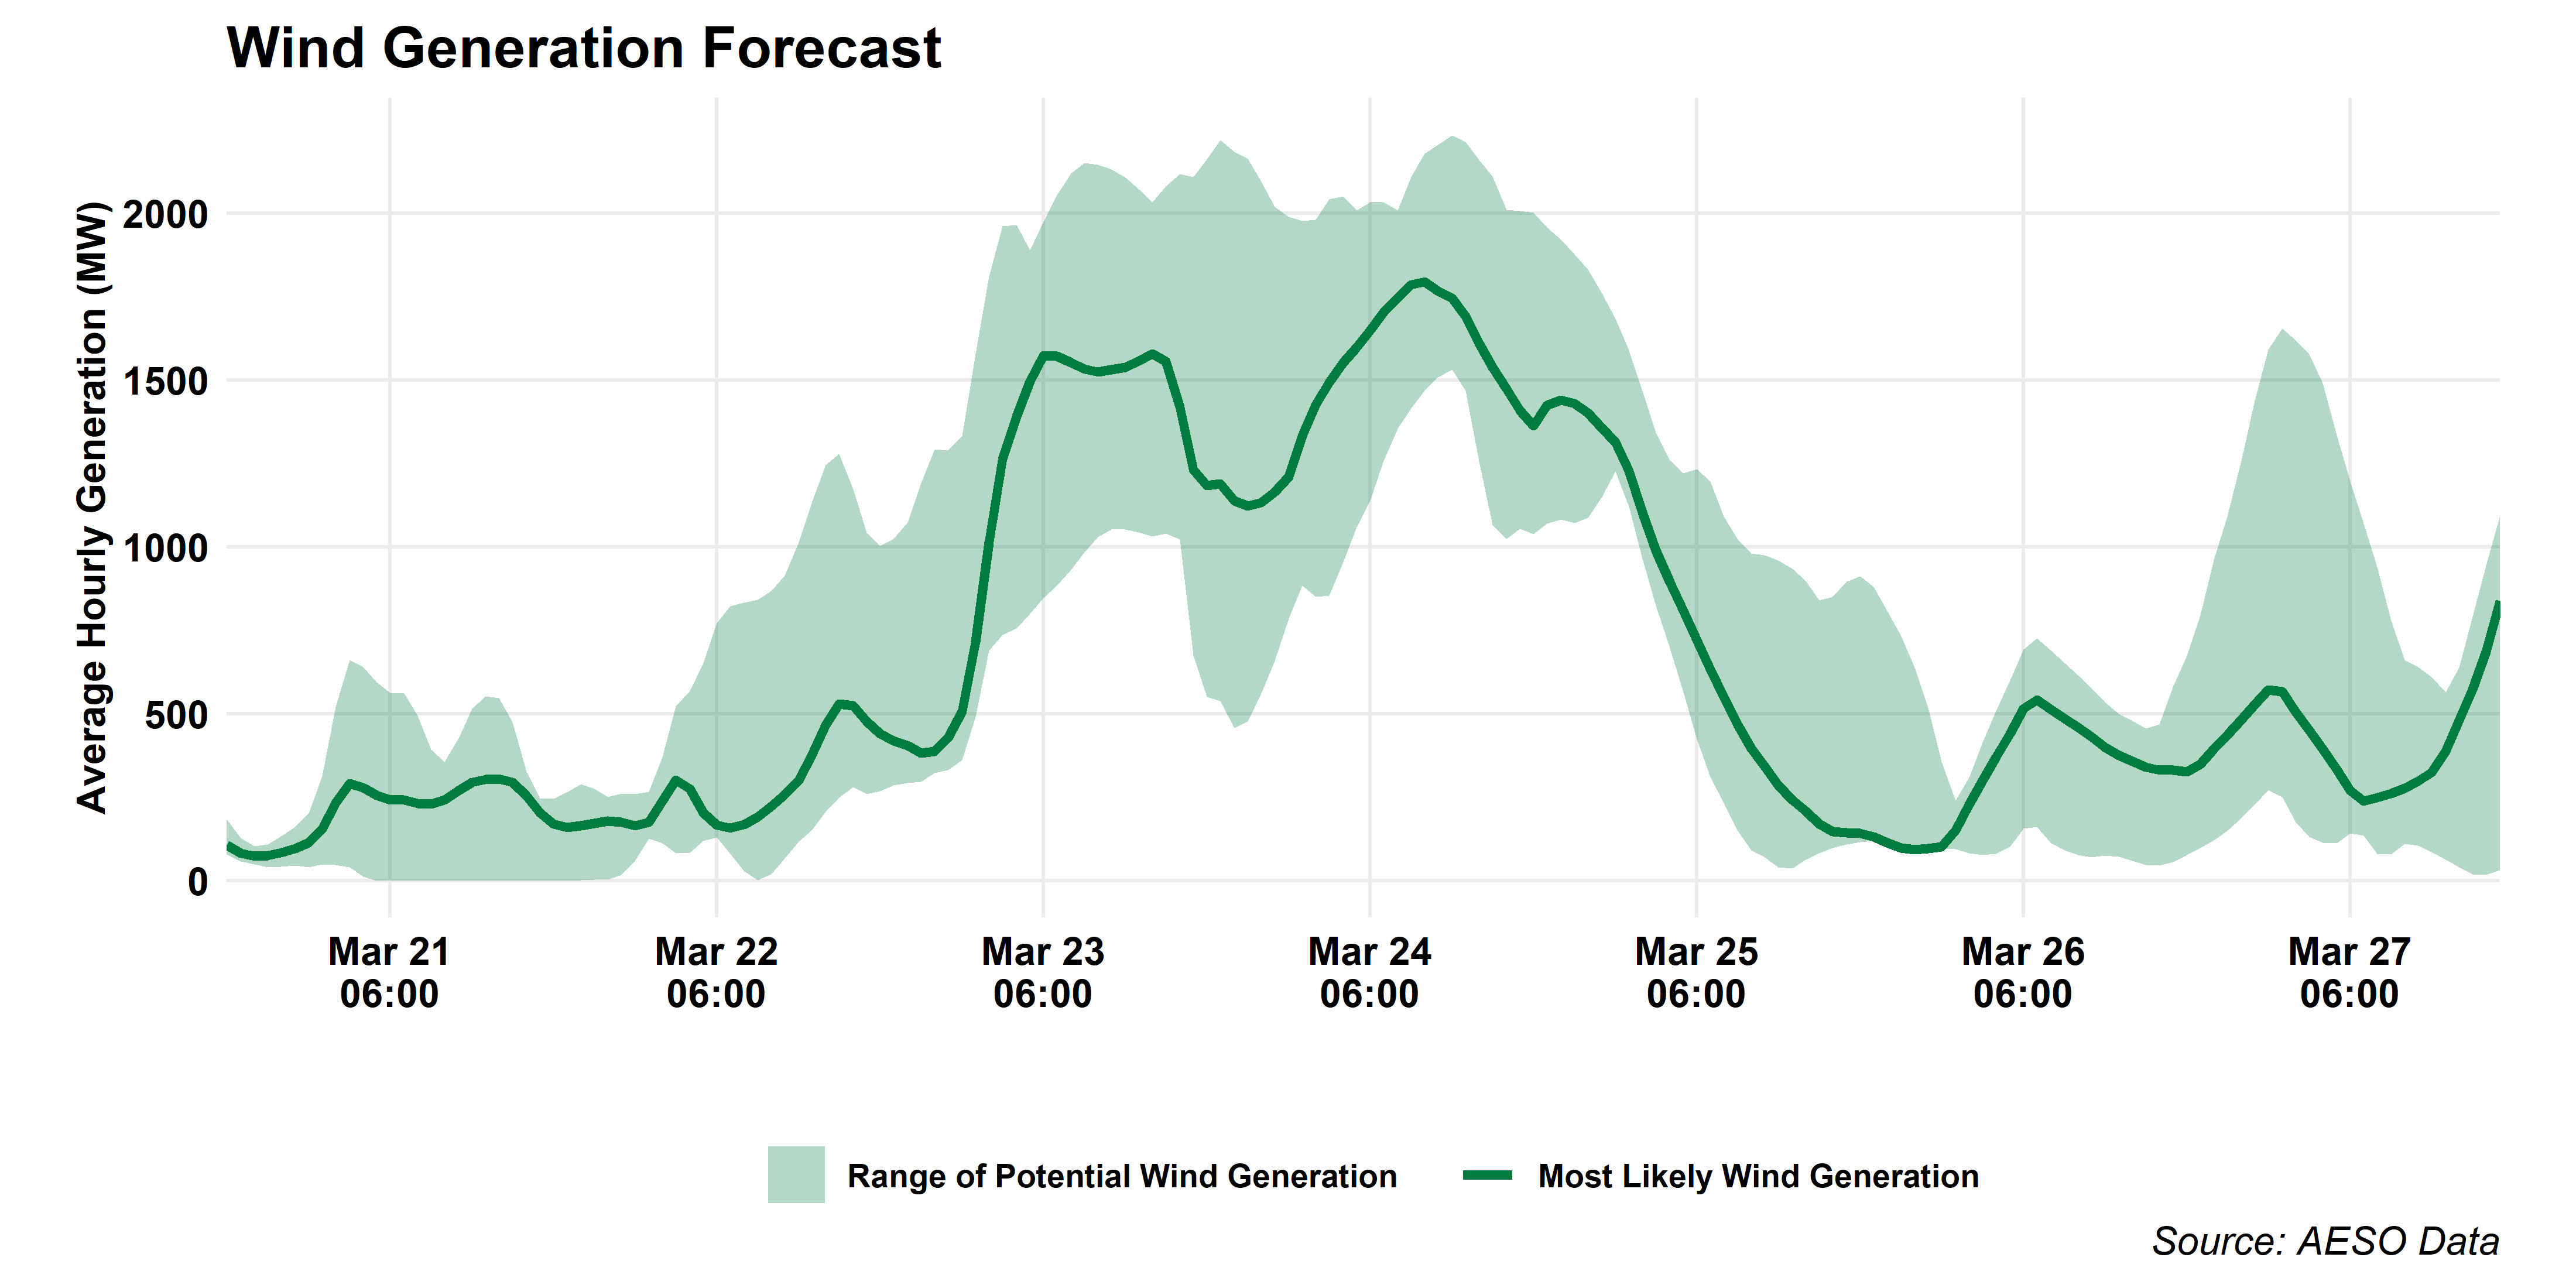 Wind Generation Forecast
Average Hourly Generation (MW)
2000
1500
1000
500
0
Mar 21 Mar 22 Mar 23 Mar 24 Mar 25 Mar 26 Mar 27
06:00 06:00 06:00 06:00 06:00 06:00 06:00
Range of Potential Wind Generation Most Likely Wind Generation
Source: AESO Data